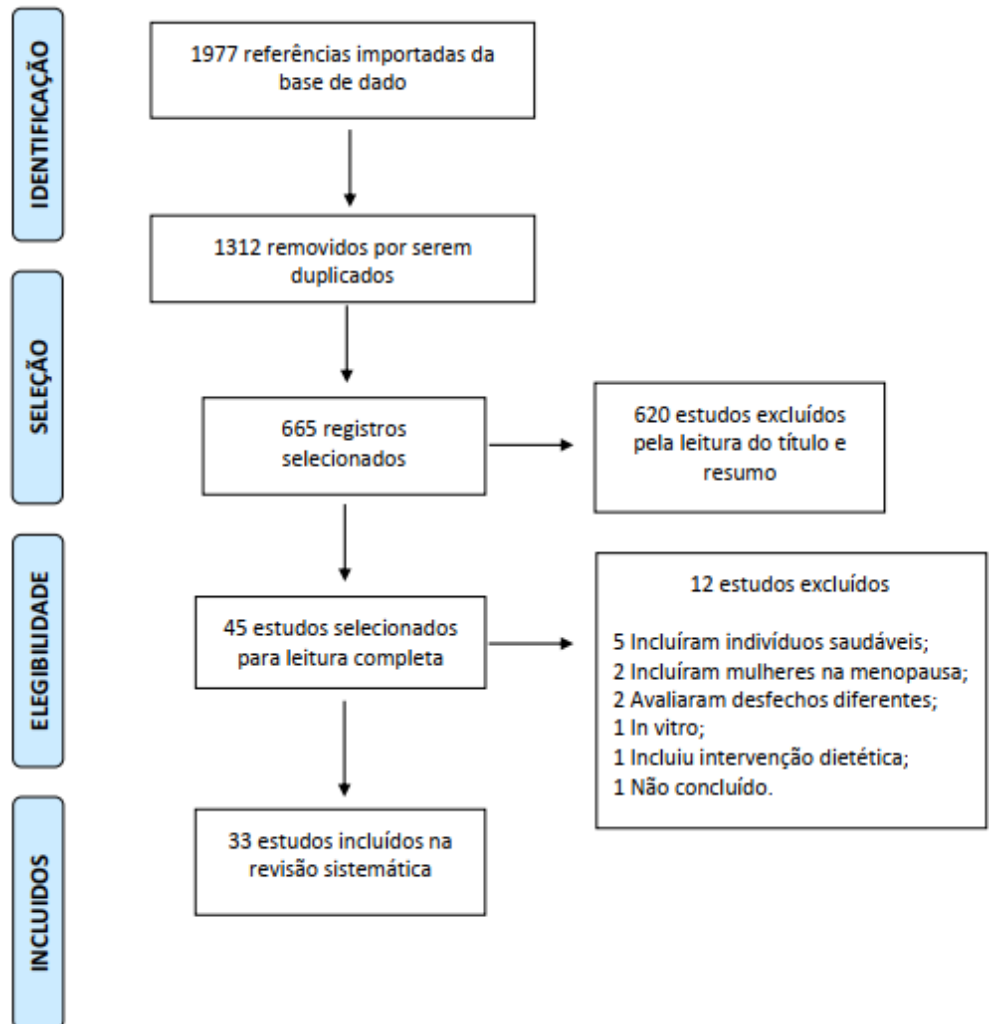 IDENTIFICAÇÃO
1977 referências importadas da
base de dado
1312 removidos por serem
duplicados
SELEÇÃO
665 registros
selecionados
620 estudos excluídos
pela leitura do título e
resumo
ELEGIBILIDADE
45 estudos selecionados
para leitura completa
12 estudos excluídos
5 Incluíram indivíduos saudáveis;
2 Incluíram mulheres na menopausa;
2 Avaliaram desfechos diferentes;
1 In vitro;
1 Incluiu intervenção dietética;
1 Não concluído.
INCLUIDOS
33 estudos incluídos na
revisão sistemática